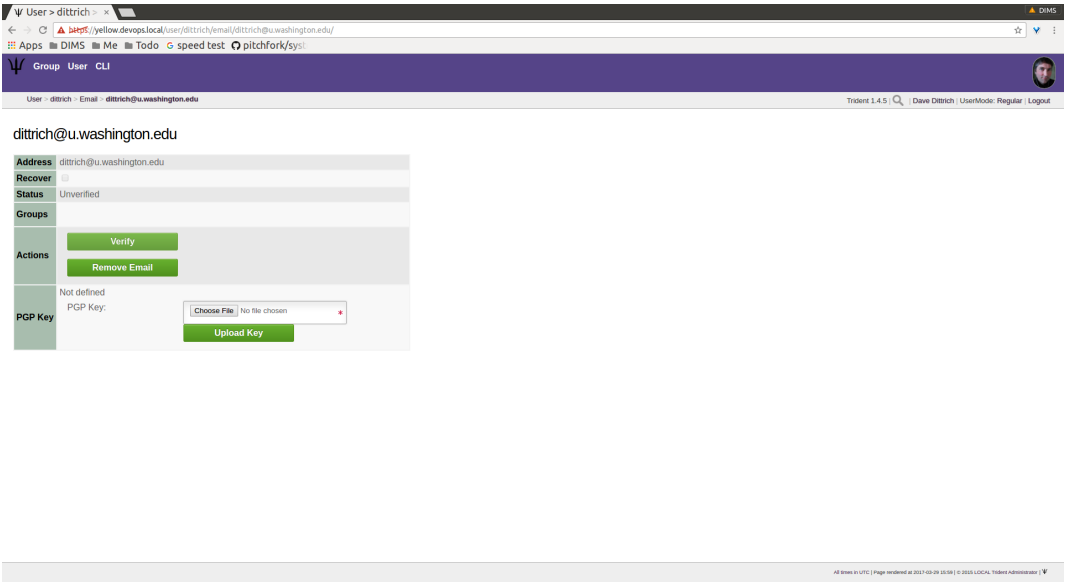 User > dittrich >
DIMS
https://yellow.devops.local/user/dittrich/email/dittrich@u.washington.edu/
Apps DIMS Me Todo G speed test pitchfork/syst
Group User CLI
User > dittrich > Email > dittrich@u.washington.edu
Trident 1.4.5 | | Dave Dittrich | UserMode: Regular | Logout
dittrich@u.washington.edu
Address dittrich@u.washington.edu
Recover
Status Unverified
Groups
Actions
Verify
Remove Email
PGP Key
Not defined
PGP Key:
Choose File No file chosen *
Upload Key
All times in UTC | Page rendered at 2017-03-29 15:59 | © 2015 LOCAL Trident Administrator | Ψ